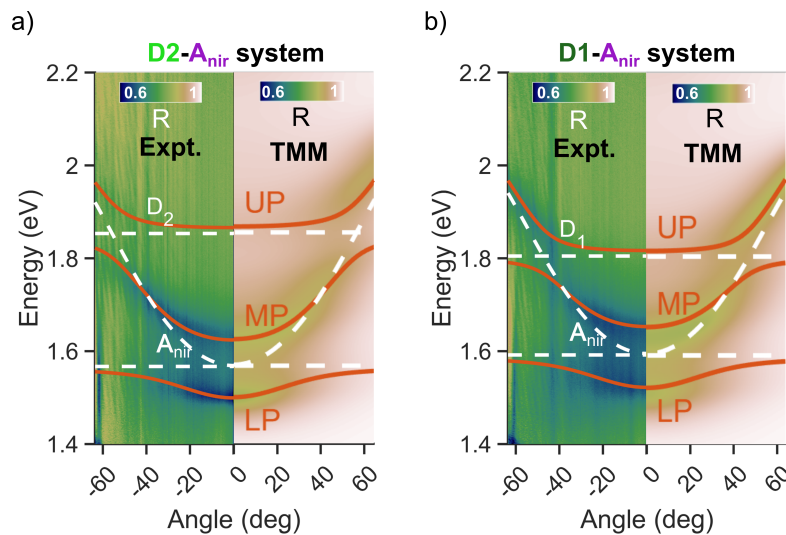 a)
D2-Anir system
2.2
2
1.8
1.6
1.4
Energy (eV)
0.6 1
R
Expt.
0.6 1
R
TMM
UP
D2
MP
Anir
LP
-60 -40 -20 0 20 40 60
Angle (deg)
b)
D1-Anir system
2.2
2
1.8
1.6
1.4
Energy (eV)
0.6 1
R
Expt.
0.6 1
R
TMM
UP
D1
MP
Anir
LP
-60 -40 -20 0 20 40 60
Angle (deg)